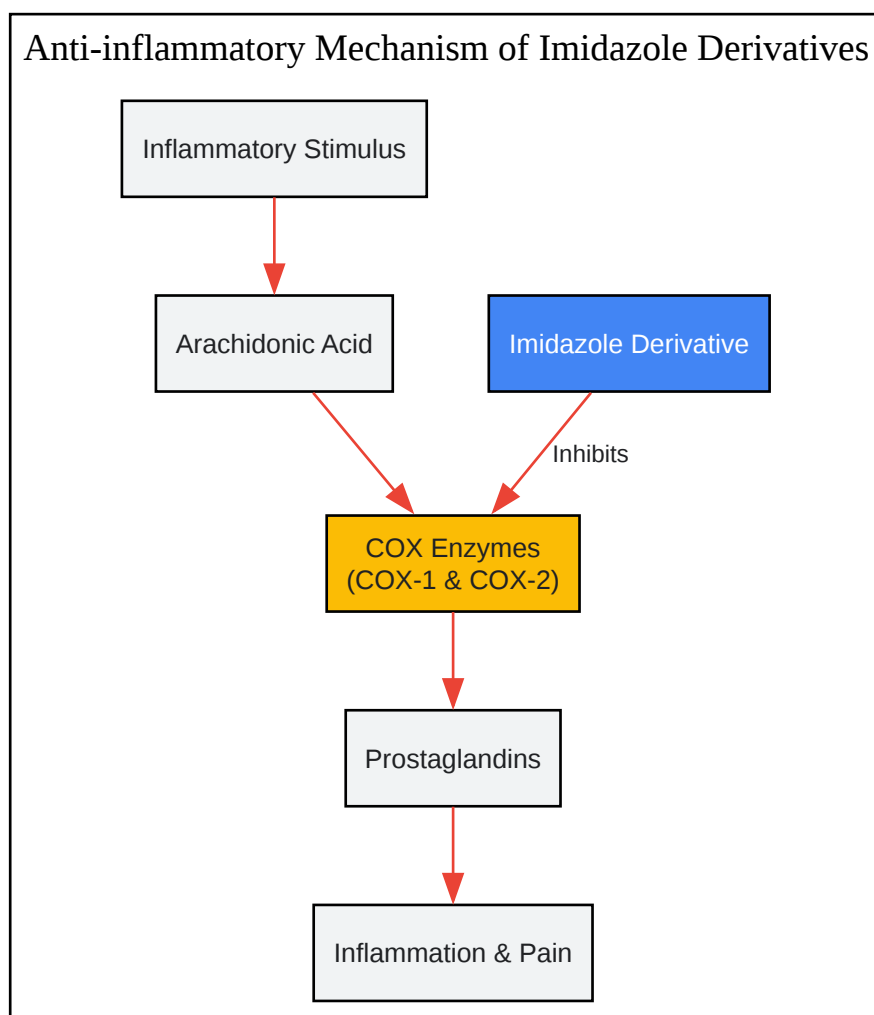 Anti-inflammatory Mechanism of Imidazole Derivatives
Inflammatory Stimulus
Arachidonic Acid
Imidazole Derivative
Inhibits
COX Enzymes
(COX-1 & COX-2)
Prostaglandins
Inflammation & Pain